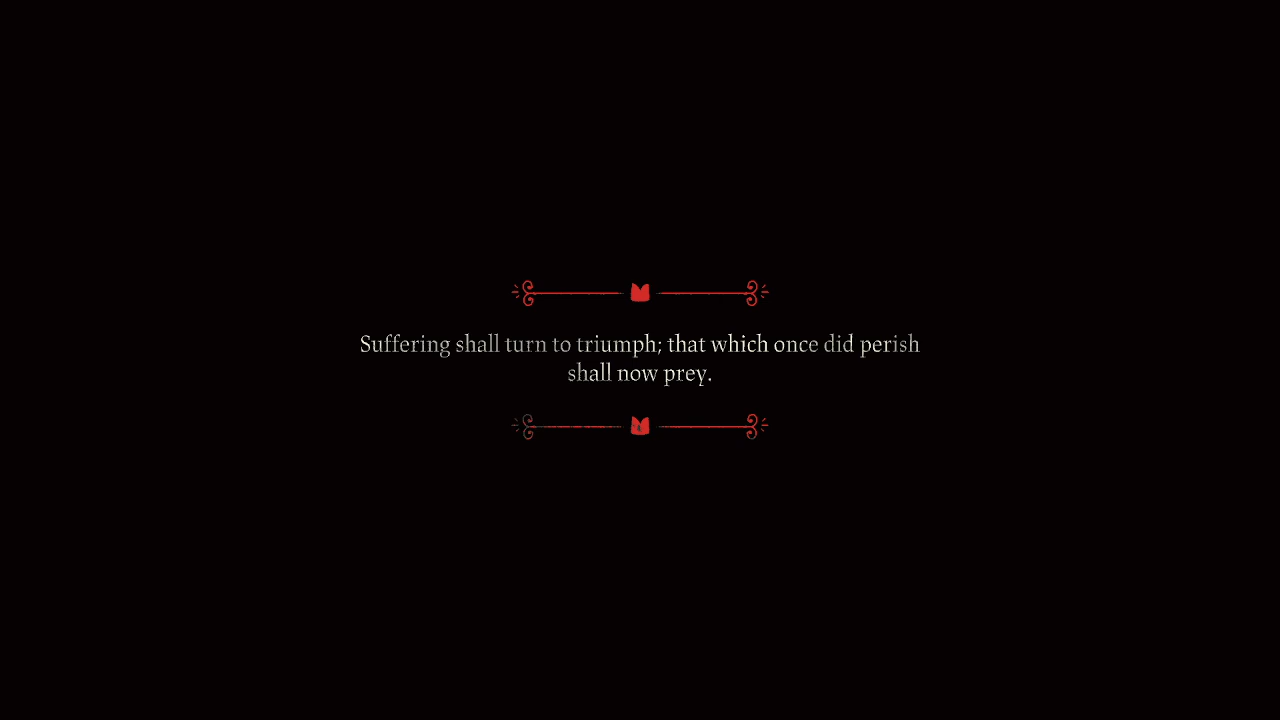 Suffering shall turn to triumph; that which once did perish
shall now prey.